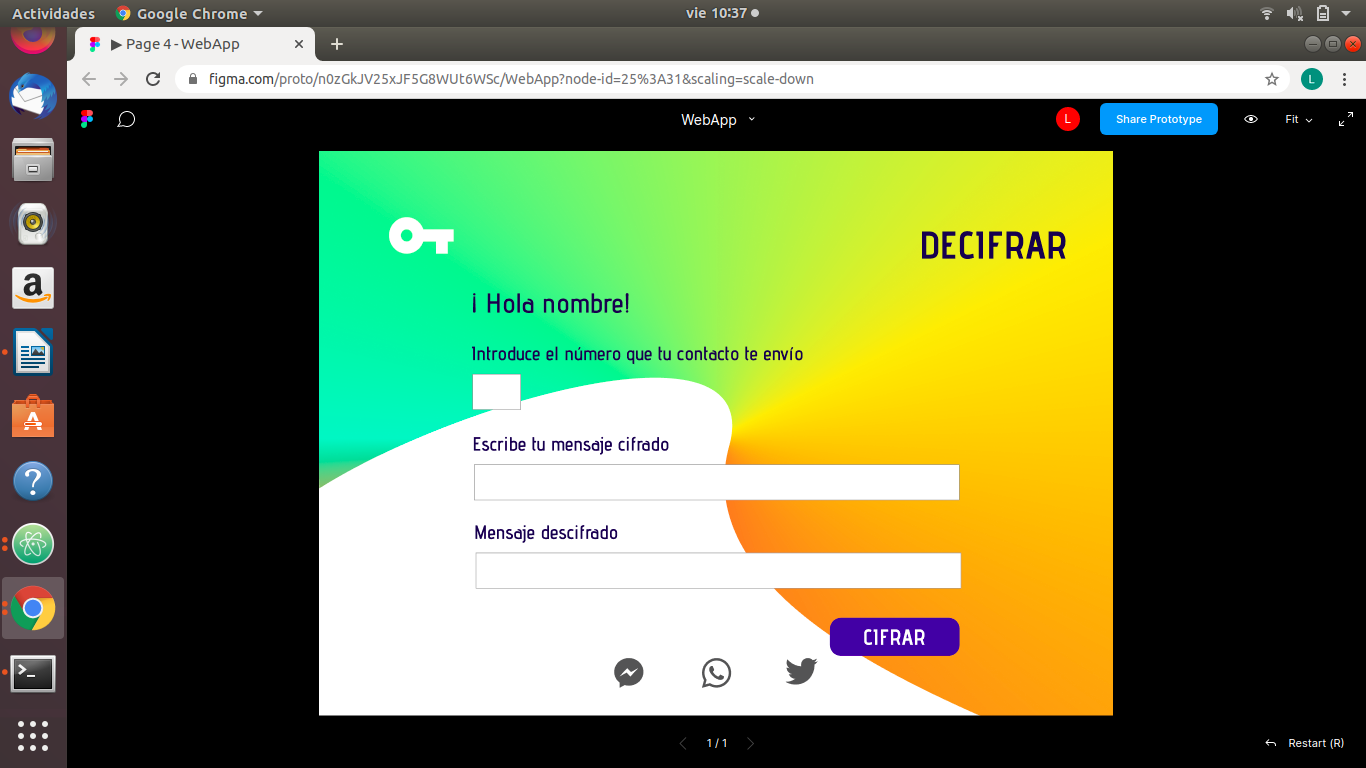 Actividades Google Chrome vie 10:37
▶ Page 4 - WebApp
figma.com/proto/n0zGkJV25xJF5G8WUt6WSc/WebApp?node-id=25%3A31&scaling=scale-down
L
WebApp
L
Share Prototype
Fit
DECIFRAR
¡ Hola nombre!
Introduce el número que tu contacto te envío
Escribe tu mensaje cifrado
Mensaje descifrado
CIFRAR
1 / 1
Restart (R)